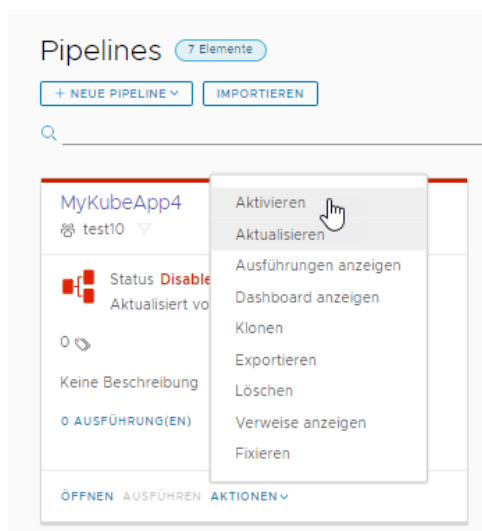 Pipelines 7 Elemente
+ NEUE PIPELINE IMPORTIEREN
MyKubeApp4
test10
Status Disable
Aktualisiert vo
0
Keine Beschreibung
0 AUSFÜHRUNG(EN)
ÖFFNEN AUSFÜHREN AKTIONEN
Aktivieren
Aktualisieren
Ausführungen anzeigen
Dashboard anzeigen
Klonen
Exportieren
Löschen
Verweise anzeigen
Fixieren